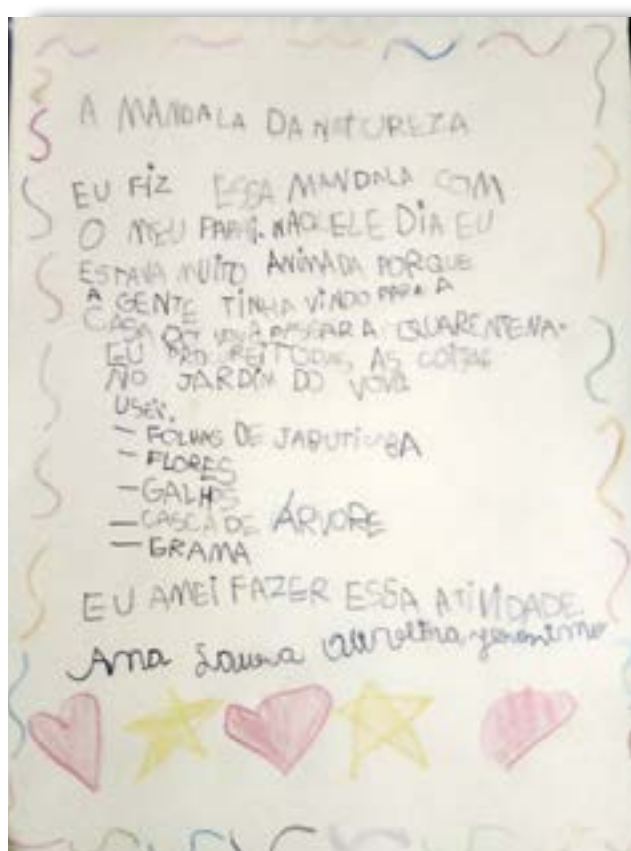 A MANDALA DA NATUREZA
EU FIZ ESSA MANDALA COM
O MEU PAPAI. NAQUELE DIA EU
ESTAVA MUITO ANIMADA PORQUE
A GENTE TINHA VINDO PARA A
CASA DO VOVÔ PASSAR A QUARENTENA.
EU PROCUREI TODAS AS COISAS
NO JARDIM DO VOVÔ
USEI.
- FOLHAS DE JABUTICABA
- FLORES
- GALHOS
- CASCA DE ÁRVORE
- GRAMA
EU AMEI FAZER ESSA ATIVIDADE.
Ana Laura